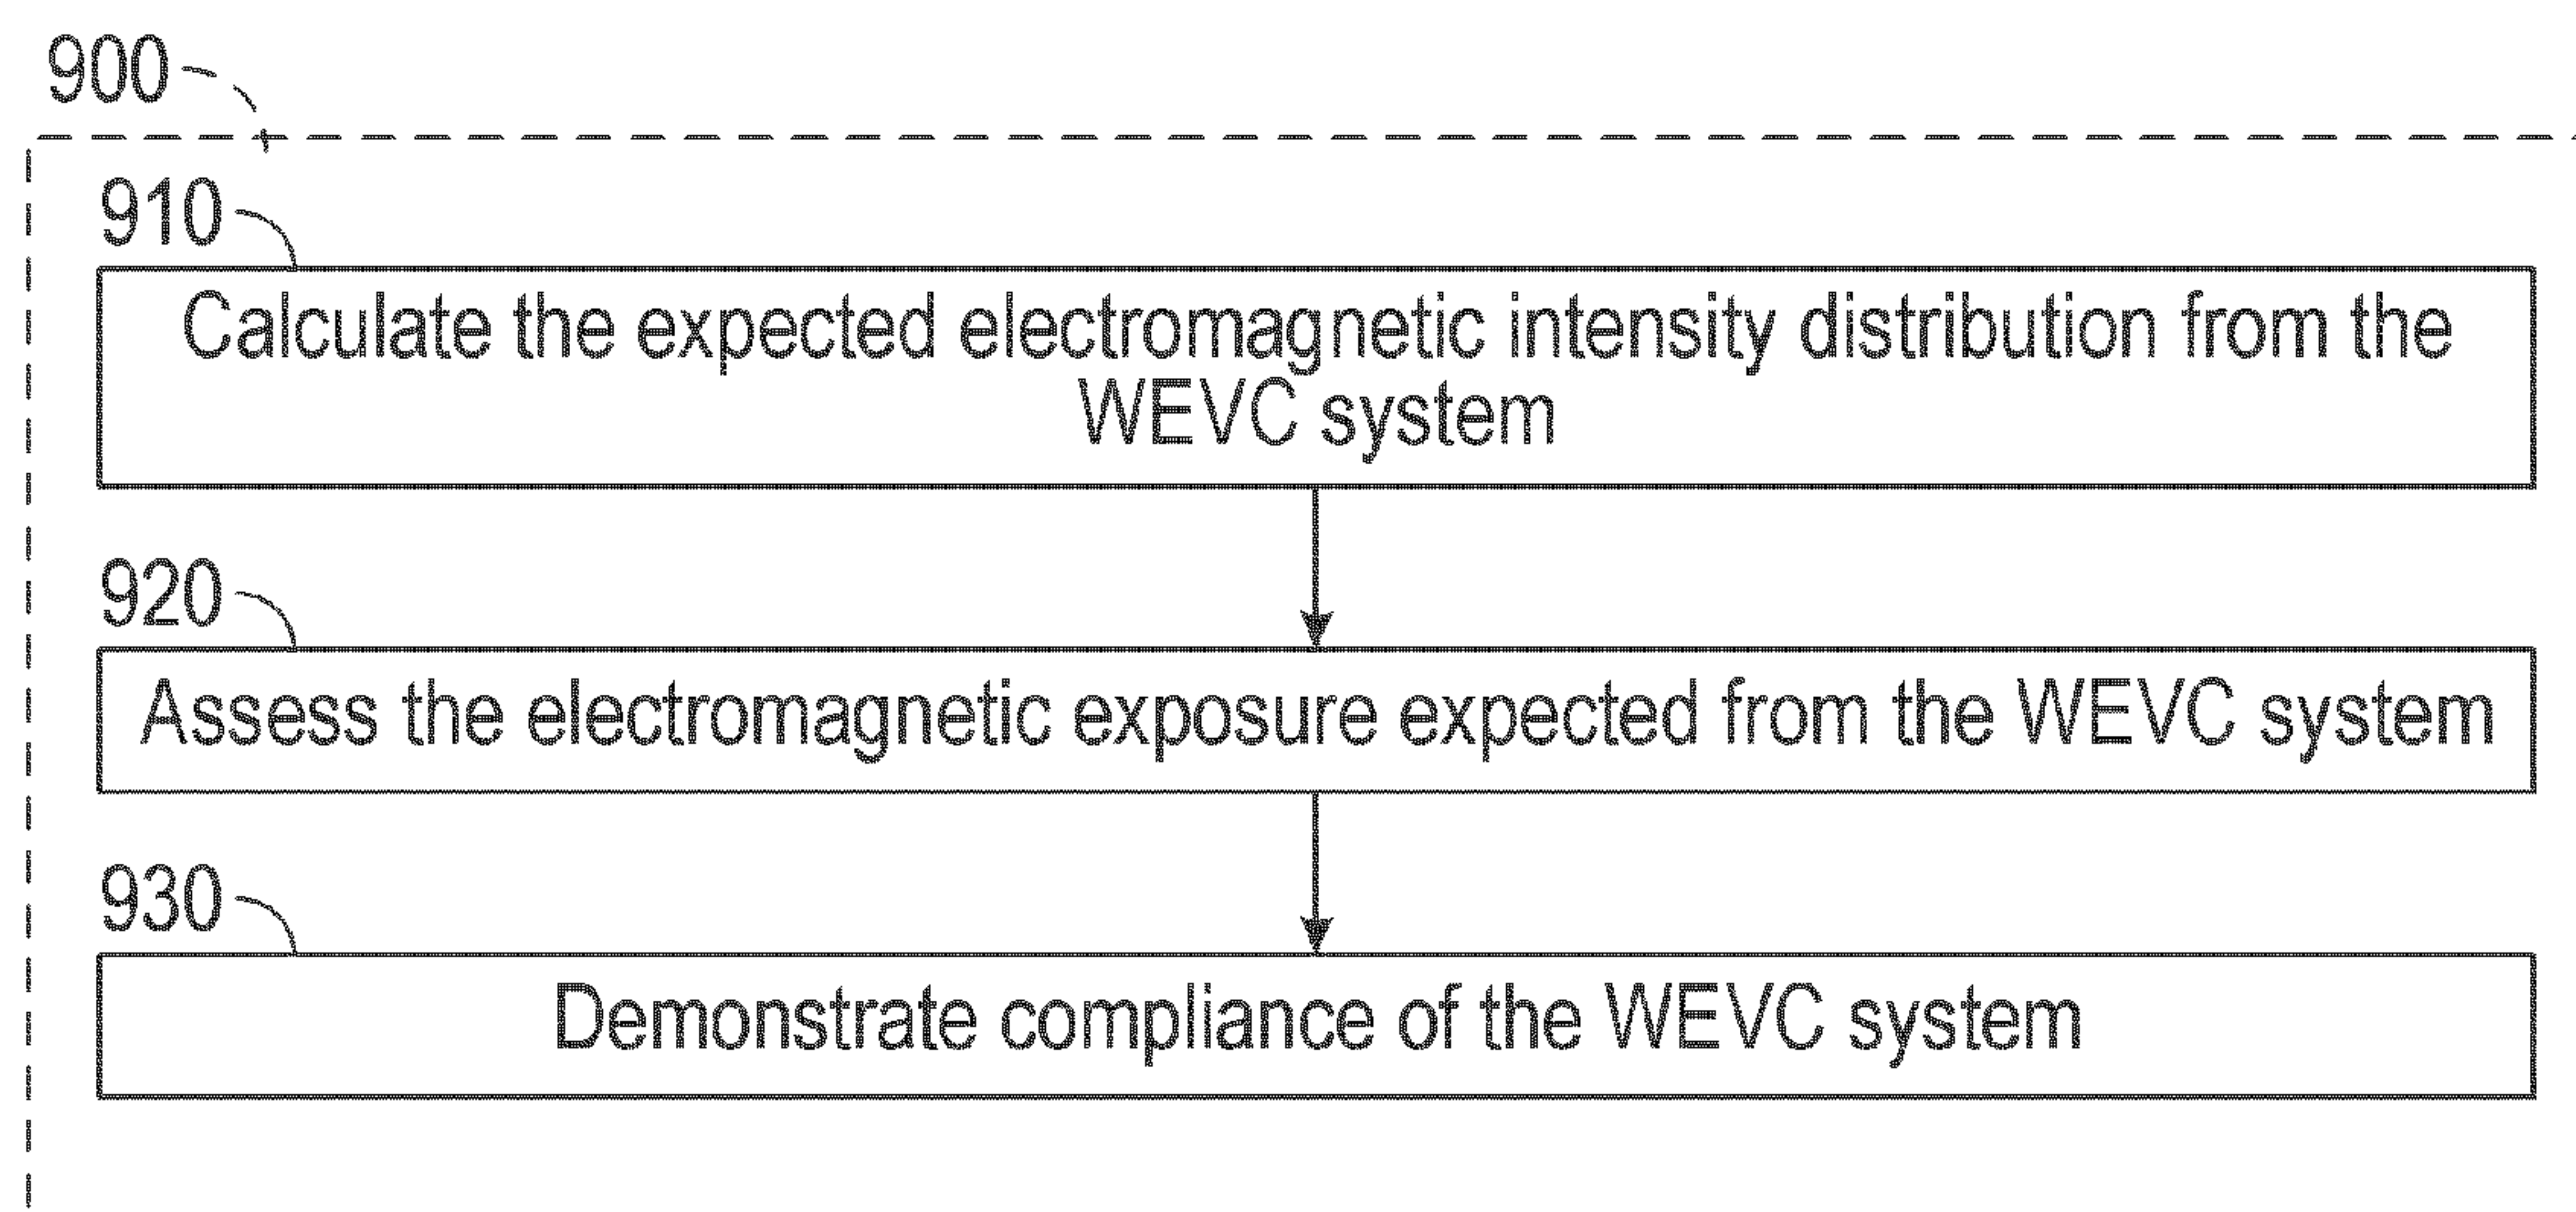 900
910
Calculate the expected electromagnetic intensity distribution from the
WEVC system
920
Assess the electromagnetic exposure expected from the WEVC system
930
Demonstrate compliance of the WEVC system